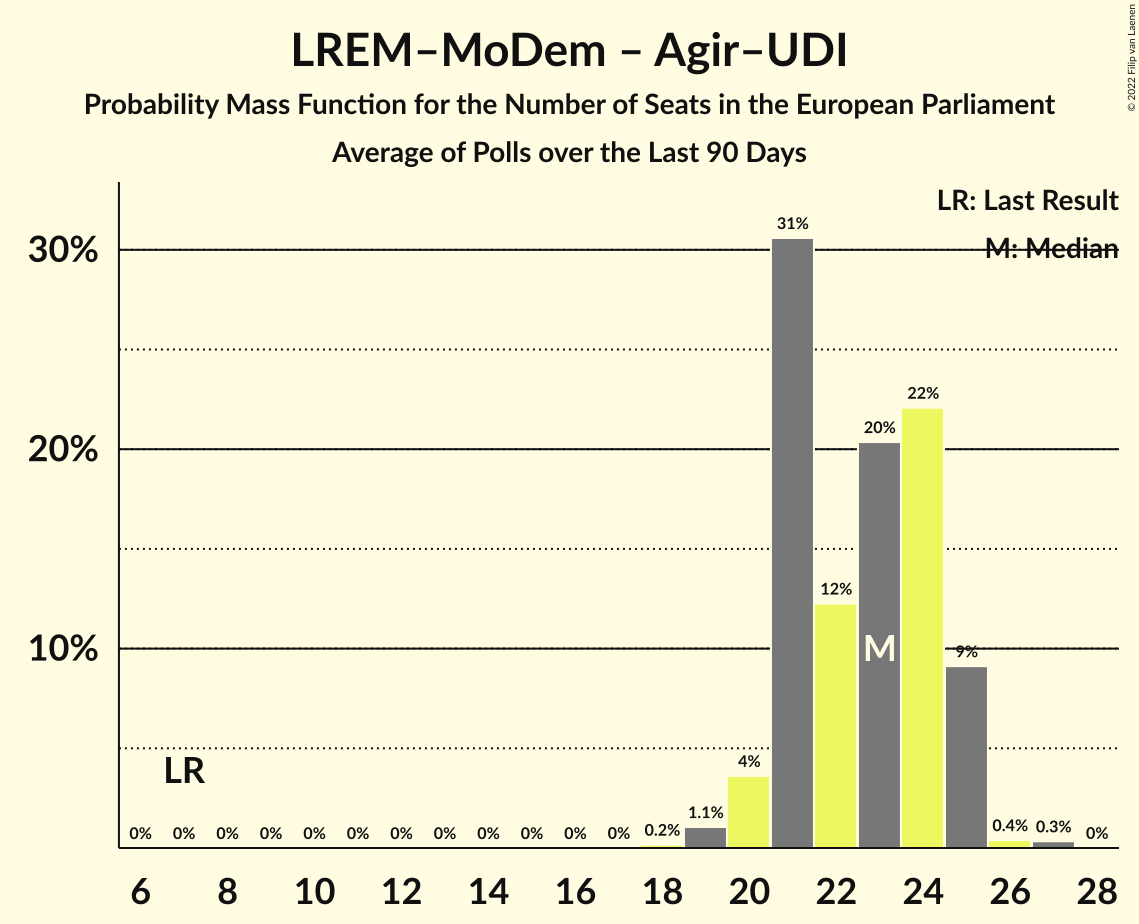 LREM–MoDem – Agir–UDI
Probability Mass Function for the Number of Seats in the European Parliament
Average of Polls over the Last 90 Days
© 2022 Filip van Laenen
LR: Last Result
M: Median
30%
20%
10%
31%
22%
20%
12%
M
9%
LR
4%
1.1%
0% 0% 0% 0% 0% 0% 0% 0% 0% 0% 0% 0% 0.2% 0.4% 0.3% 0%
6 8 10 12 14 16 18 20 22 24 26 28